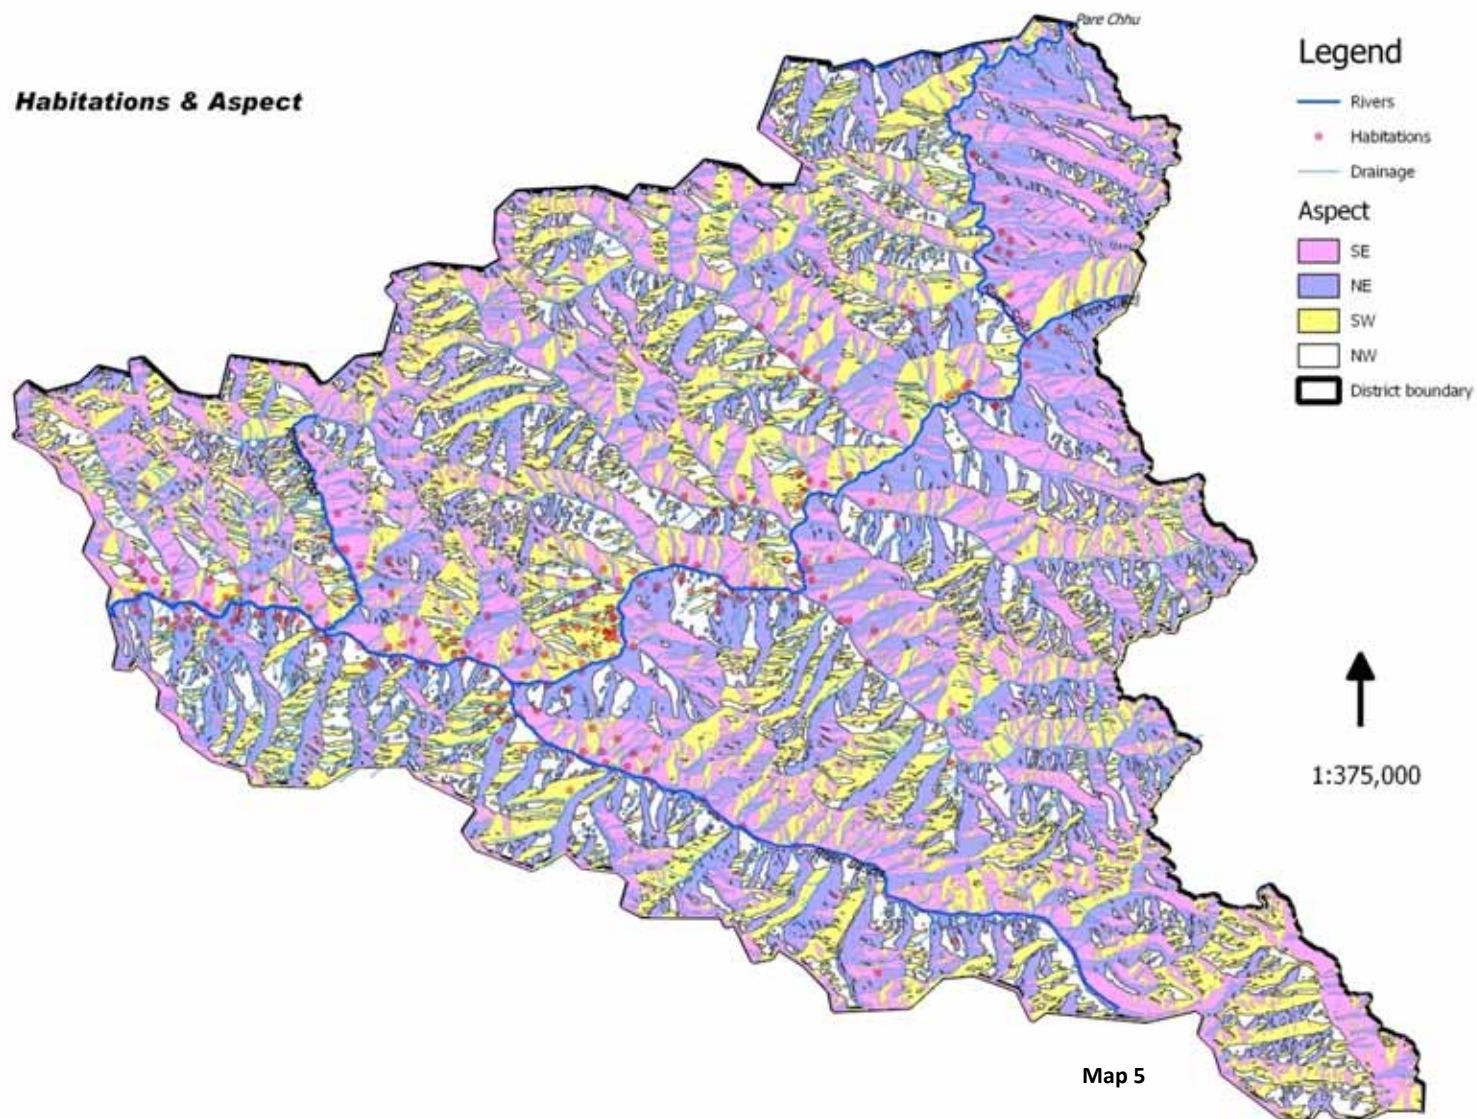 Pare Chhu
Habitations & Aspect
Legend
Rivers
Habitations
Drainage
Aspect
SE
NE
SW
NW
District boundary
River
1:375,000
Map 5